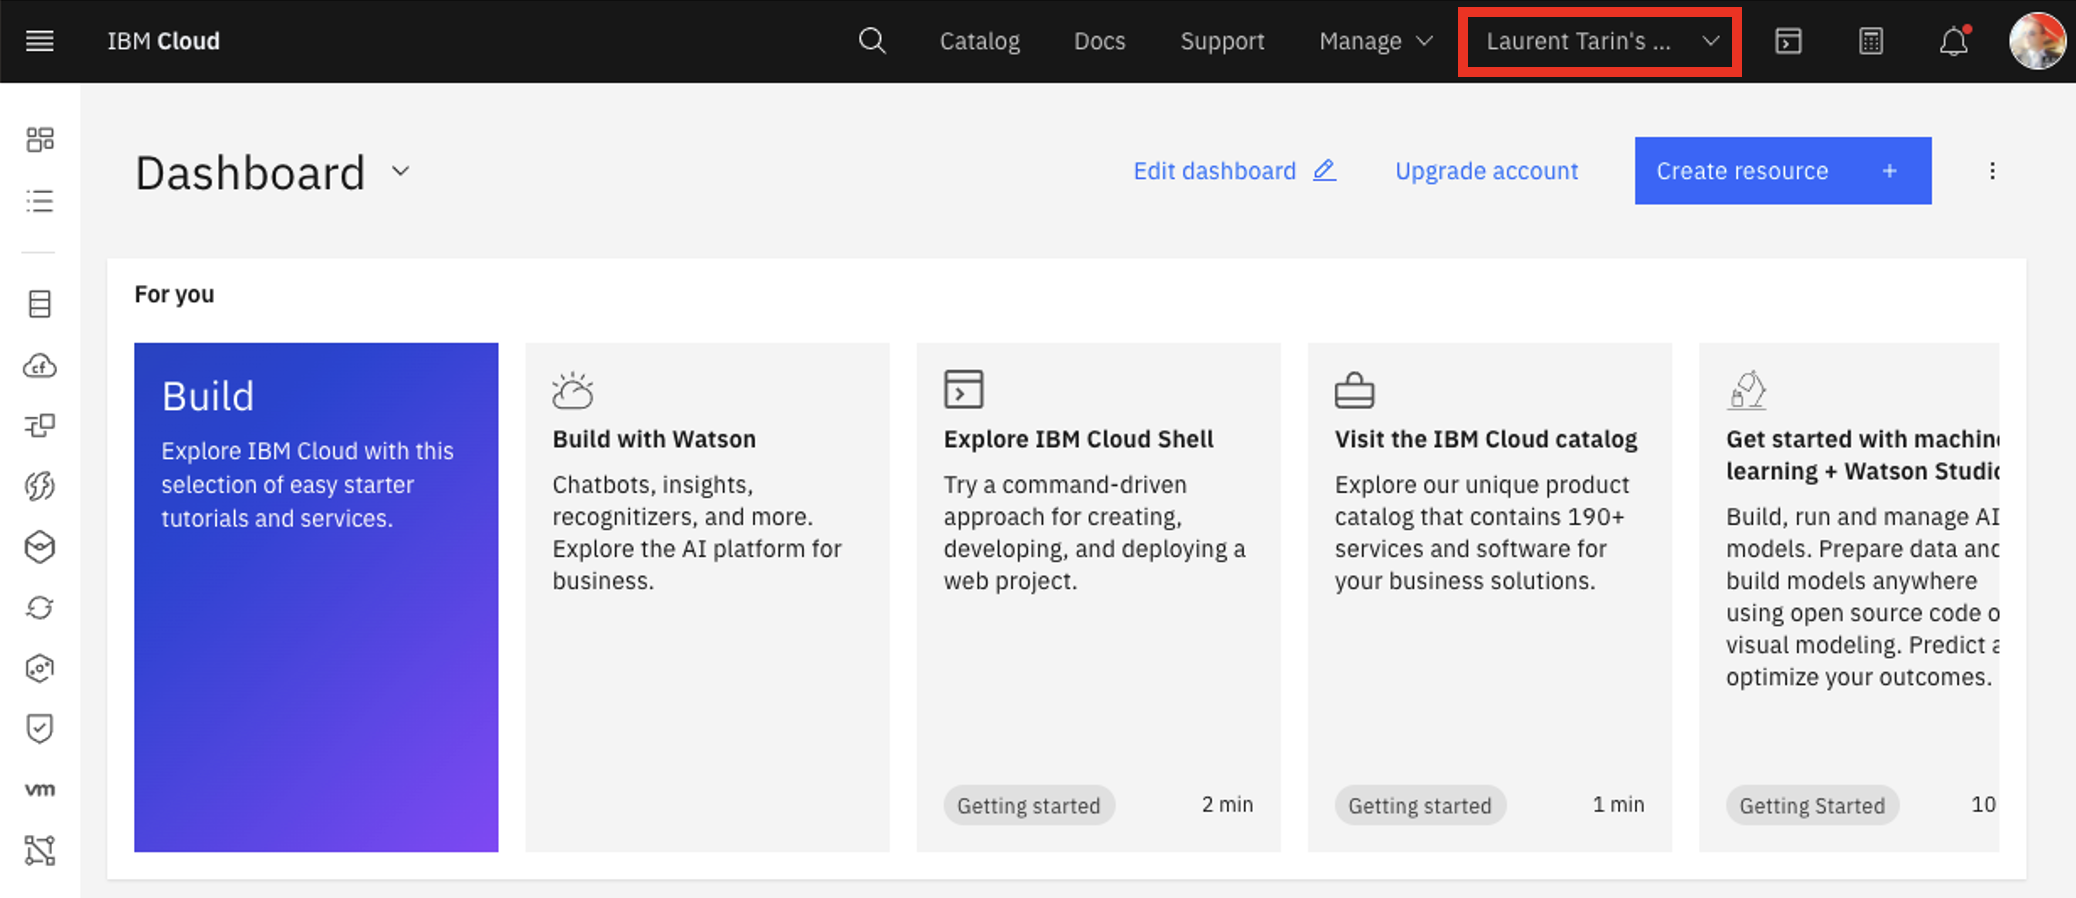 IBM Cloud
Catalog
Docs
Support
Manage
Laurent Tarin's ...
Dashboard
Edit dashboard
Upgrade account
Create resource +
For you
Build
Explore IBM Cloud with this
selection of easy starter
tutorials and services.
Build with Watson
Chatbots, insights,
recognitizers, and more.
Explore the AI platform for
business.
Explore IBM Cloud Shell
Try a command-driven
approach for creating,
developing, and deploying a
web project.
Getting started
2 min
Visit the IBM Cloud catalog
Explore our unique product
catalog that contains 190+
services and software for
your business solutions.
Getting started
1 min
Get started with machin
learning + Watson Studi
Build, run and manage AI
models. Prepare data and
build models anywhere
using open source code o
visual modeling. Predict a
optimize your outcomes.
Getting Started
10
cf
vm